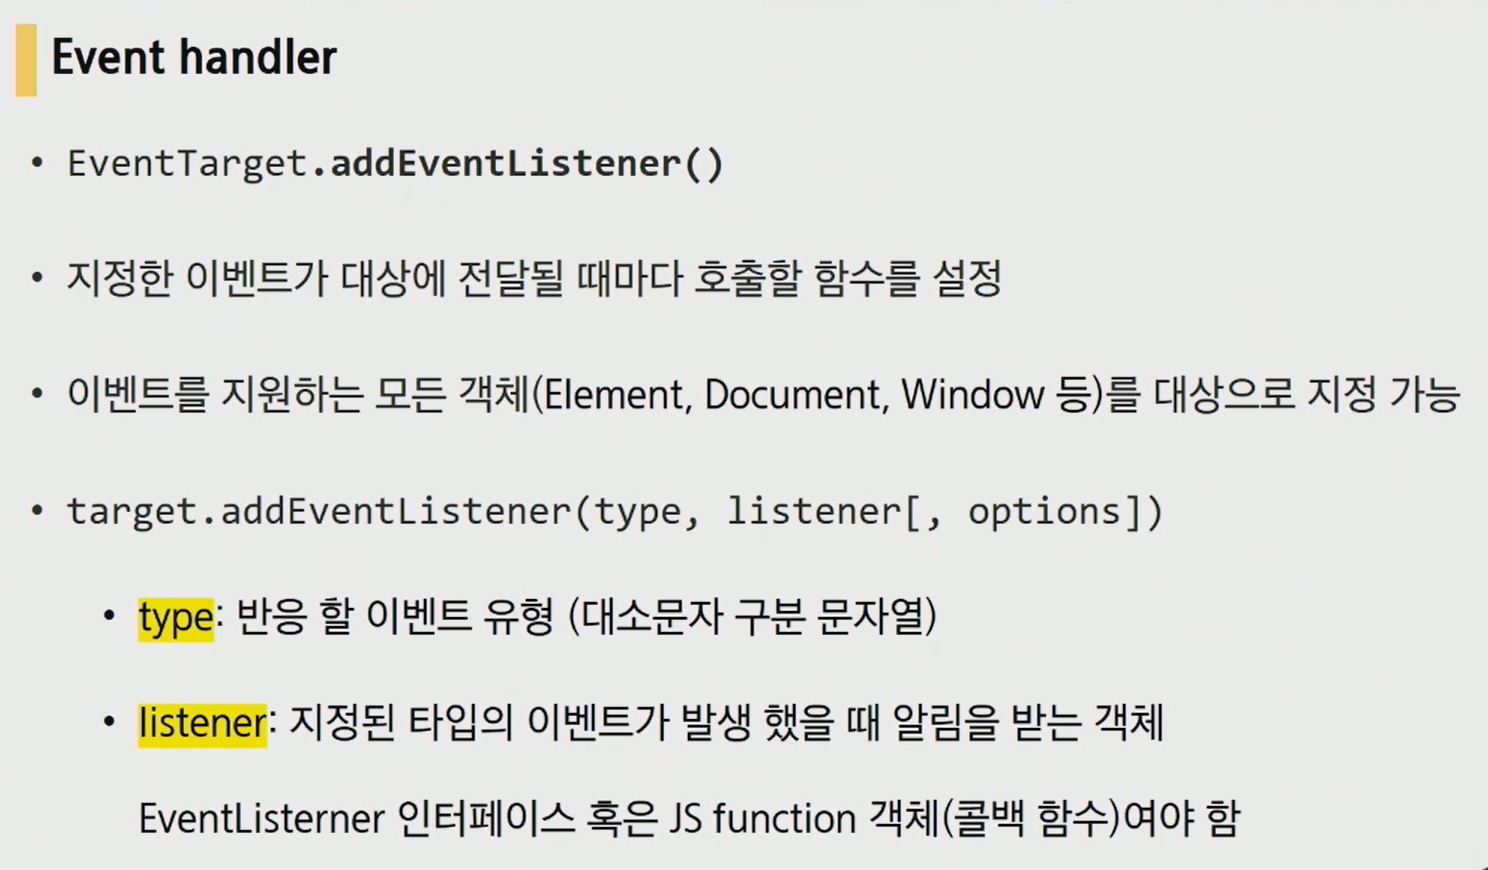 Event handler
• EventTarget.addEventListener()
• 지정한 이벤트가 대상에 전달될 때마다 호출할 함수를 설정
• 이벤트를 지원하는 모든 객체(Element, Document, Window 등)를 대상으로 지정 가능
• target.addEventListener(type, listener[, options])
• type: 반응 할 이벤트 유형 (대소문자 구분 문자열)
• listener: 지정된 타입의 이벤트가 발생 했을 때 알림을 받는 객체
EventListerner 인터페이스 혹은 JS function 객체(콜백 함수)여야 함